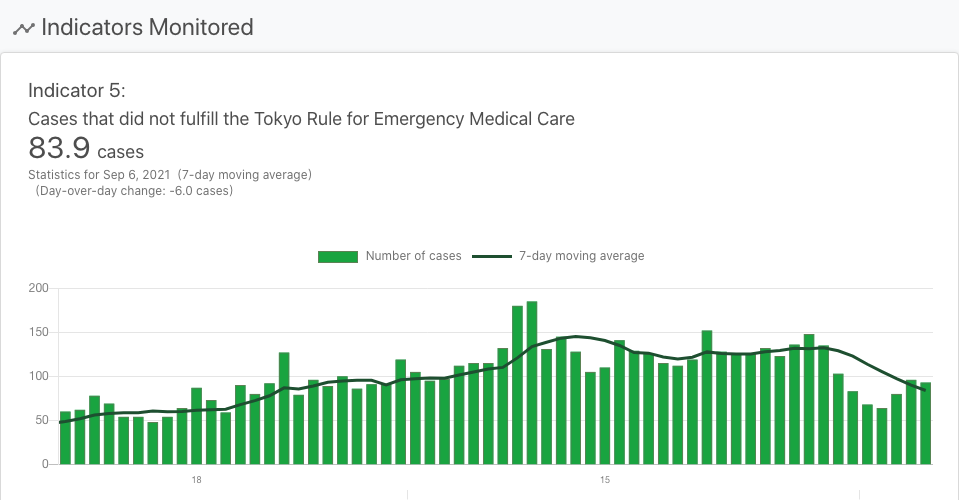 Indicators Monitored
Indicator 5:
Cases that did not fulfill the Tokyo Rule for Emergency Medical Care
83.9 cases
Statistics for Sep 6, 2021 (7-day moving average)
(Day-over-day change: -6.0 cases)
Number of cases 7-day moving average
200
150
100
50
0
18 15